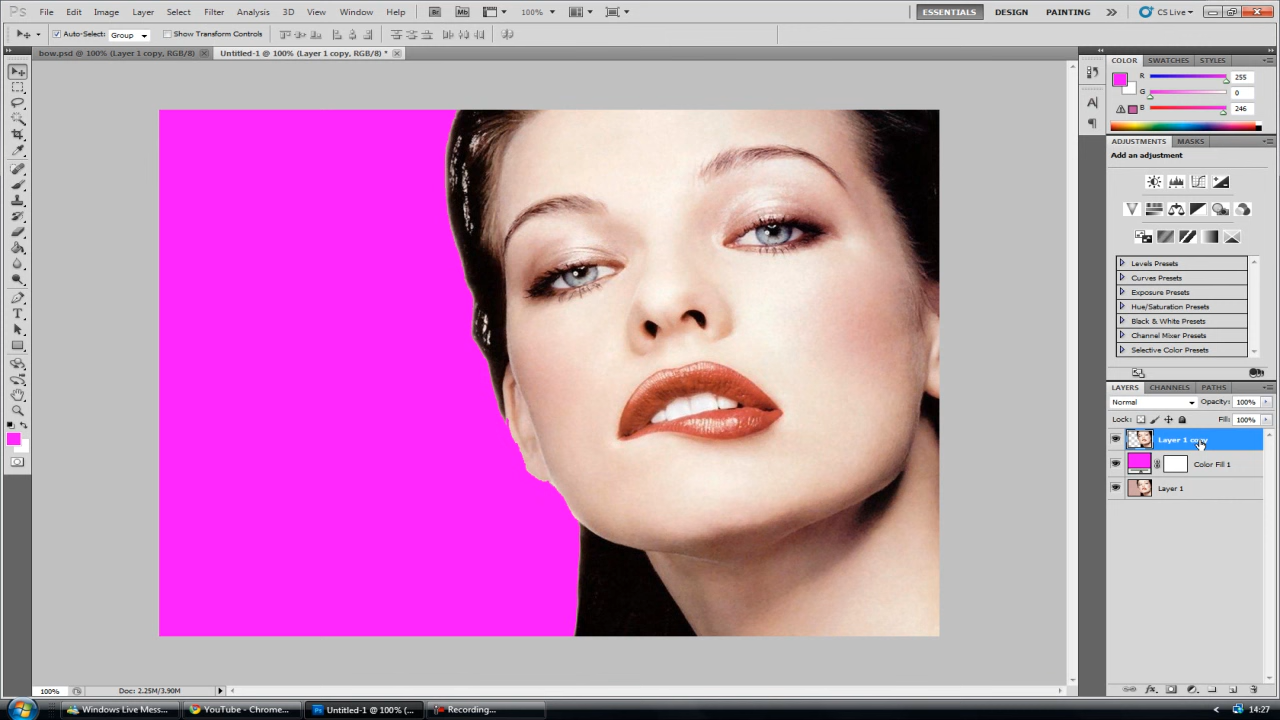 Ps File Edit Image Layer Select Filter Analysis 3D View Window Help Br Mb 100% ESSENTIALS DESIGN PAINTING CS Live
Auto-Select: Group Show Transform Controls
bow.psd @ 100% (Layer 1 copy, RGB/8) Untitled-1 @ 100% (Layer 1 copy, RGB/8) *
COLOR SWATCHES STYLES
R 255
G 0
B 246
ADJUSTMENTS MASKS
Add an adjustment
Levels Presets
Curves Presets
Exposure Presets
Hue/Saturation Presets
Black & White Presets
Channel Mixer Presets
Selective Color Presets
LAYERS CHANNELS PATHS
Normal Opacity: 100%
Lock: Fill: 100%
Layer 1 copy
Color Fill 1
Layer 1
100% Doc: 2.25M/3.90M
Windows Live Mess... YouTube - Chrome... Untitled-1 @ 100% (... Recording... 14:27